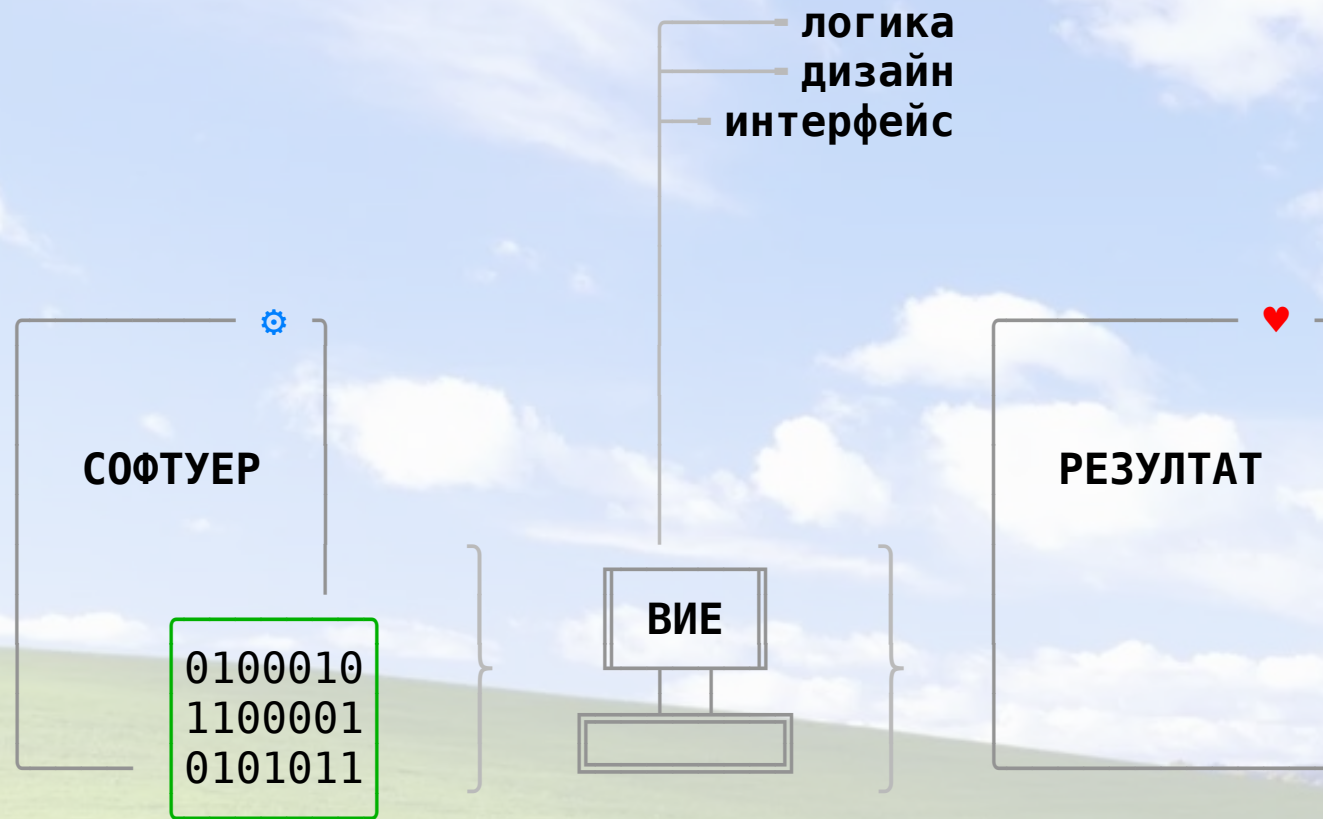 логика
дизайн
интерфейс
СОФТУЕР
РЕЗУЛТАТ
ВИЕ
0100010
1100001
0101011